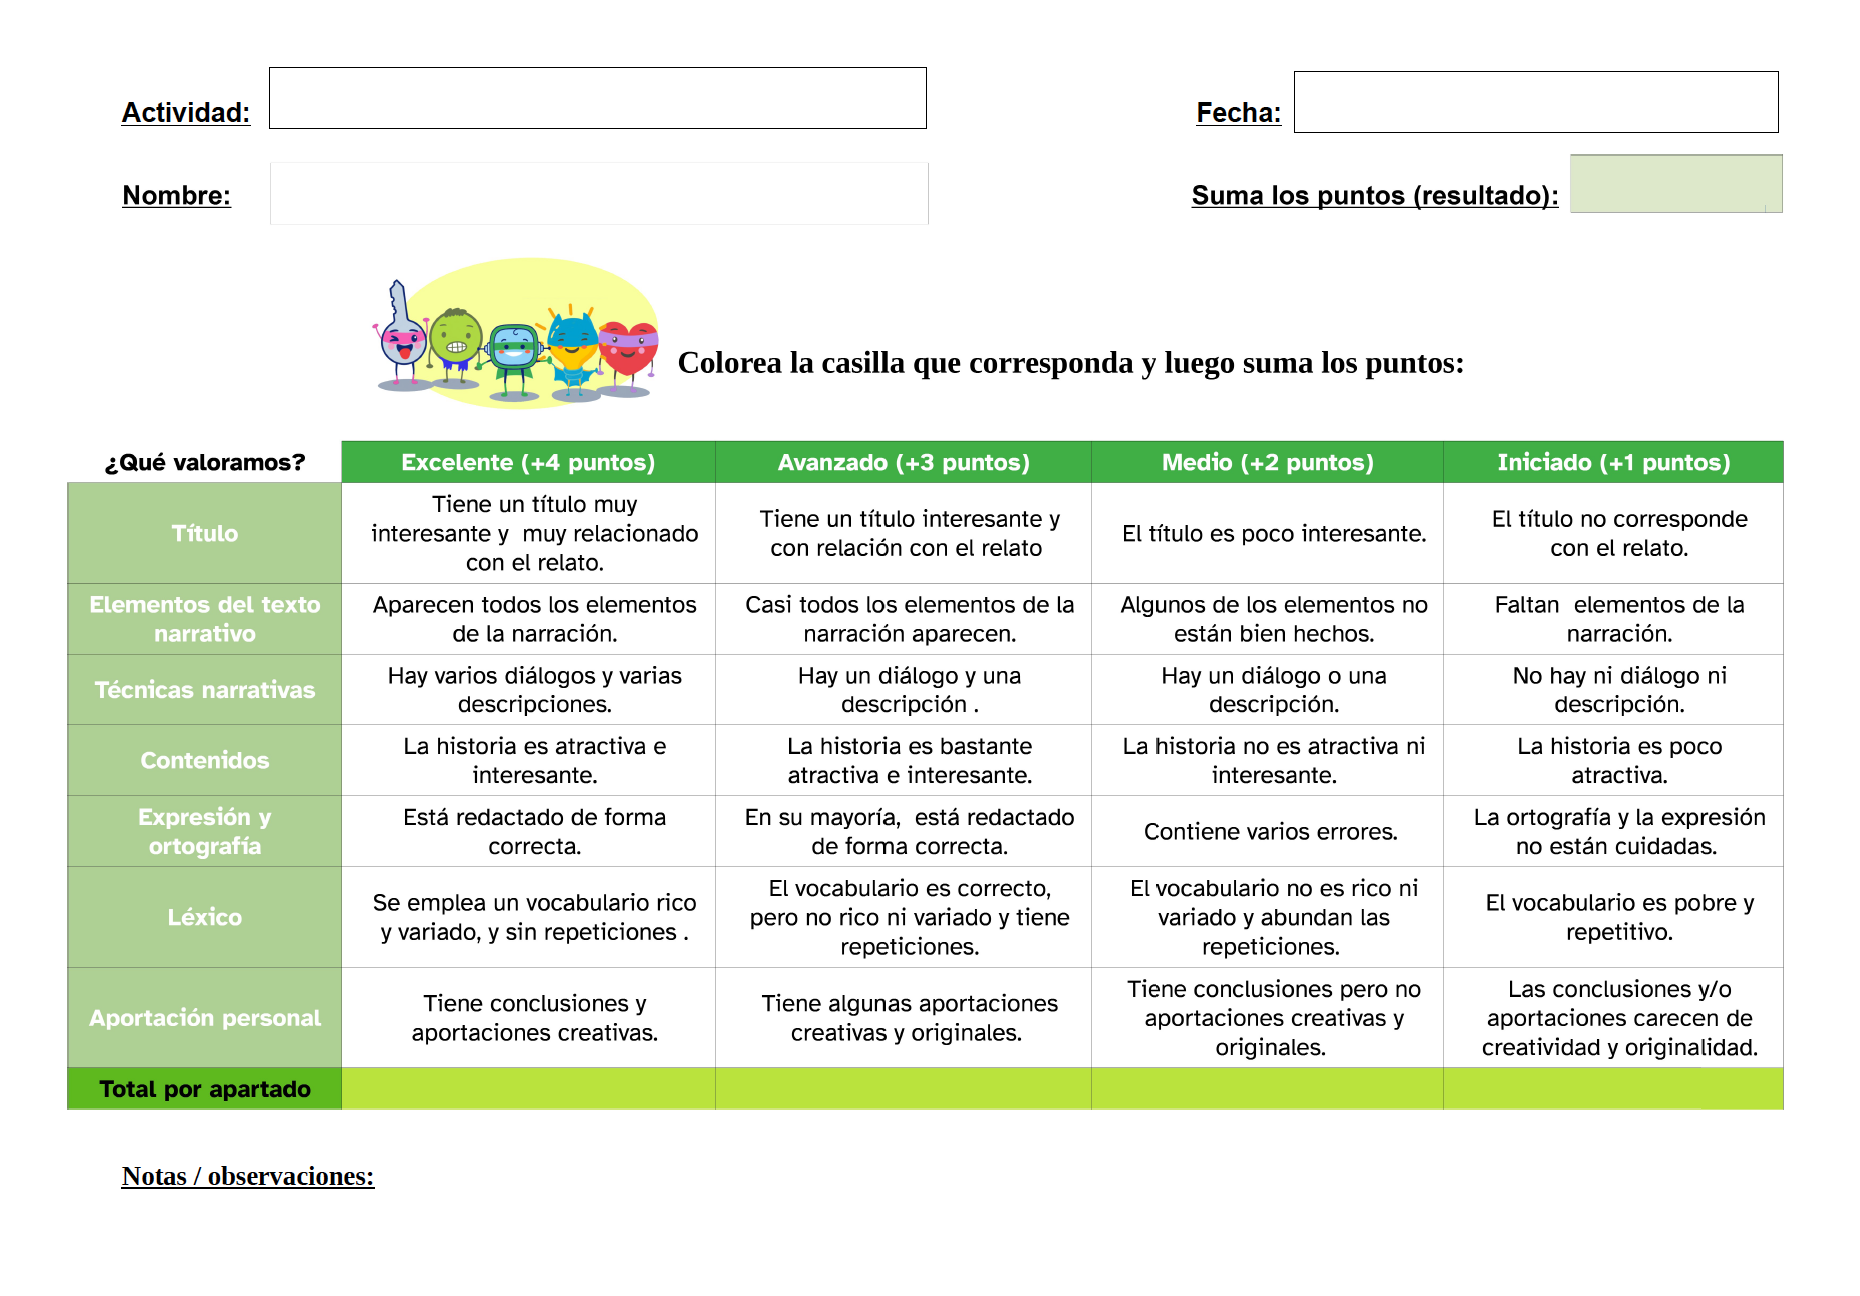 Actividad:
Fecha:
Nombre:
Suma los puntos (resultado):
Colorea la casilla que corresponda y luego suma los puntos:
¿Qué valoramos?
Excelente (+4 puntos)
Avanzado (+3 puntos)
Medio (+2 puntos)
Iniciado (+1 puntos)
Título
Tiene un título muy
interesante y  muy relacionado
con el relato.
Tiene un título interesante y
con relación con el relato
El título es poco interesante.
El título no corresponde
con el relato.
Elementos del texto
narrativo
Aparecen todos los elementos
de la narración.
Casi todos los elementos de la
narración aparecen.
Algunos de los elementos no
están bien hechos.
Faltan  elementos de la
narración.
Técnicas narrativas
Hay varios diálogos y varias
descripciones.
Hay un diálogo y una
descripción .
Hay un diálogo o una
descripción.
No hay ni diálogo ni
descripción.
Contenidos
La historia es atractiva e
interesante.
La historia es bastante
atractiva e interesante.
La historia no es atractiva ni
interesante.
La historia es poco
atractiva.
Expresión y
ortografía
Está redactado de forma
correcta.
En su mayoría,  está redactado
de forma correcta.
Contiene varios errores.
La ortografía y la expresión
no están cuidadas.
Léxico
Se emplea un vocabulario rico
y variado, y sin repeticiones .
El vocabulario es correcto,
pero no rico ni variado y tiene
repeticiones.
El vocabulario no es rico ni
variado y abundan las
repeticiones.
El vocabulario es pobre y
repetitivo.
Aportación personal
Tiene conclusiones y
aportaciones creativas.
Tiene algunas aportaciones
creativas y originales.
Tiene conclusiones pero no
aportaciones creativas y
originales.
Las conclusiones y/o
aportaciones carecen de
creatividad y originalidad.
Total por apartado
Notas / observaciones: